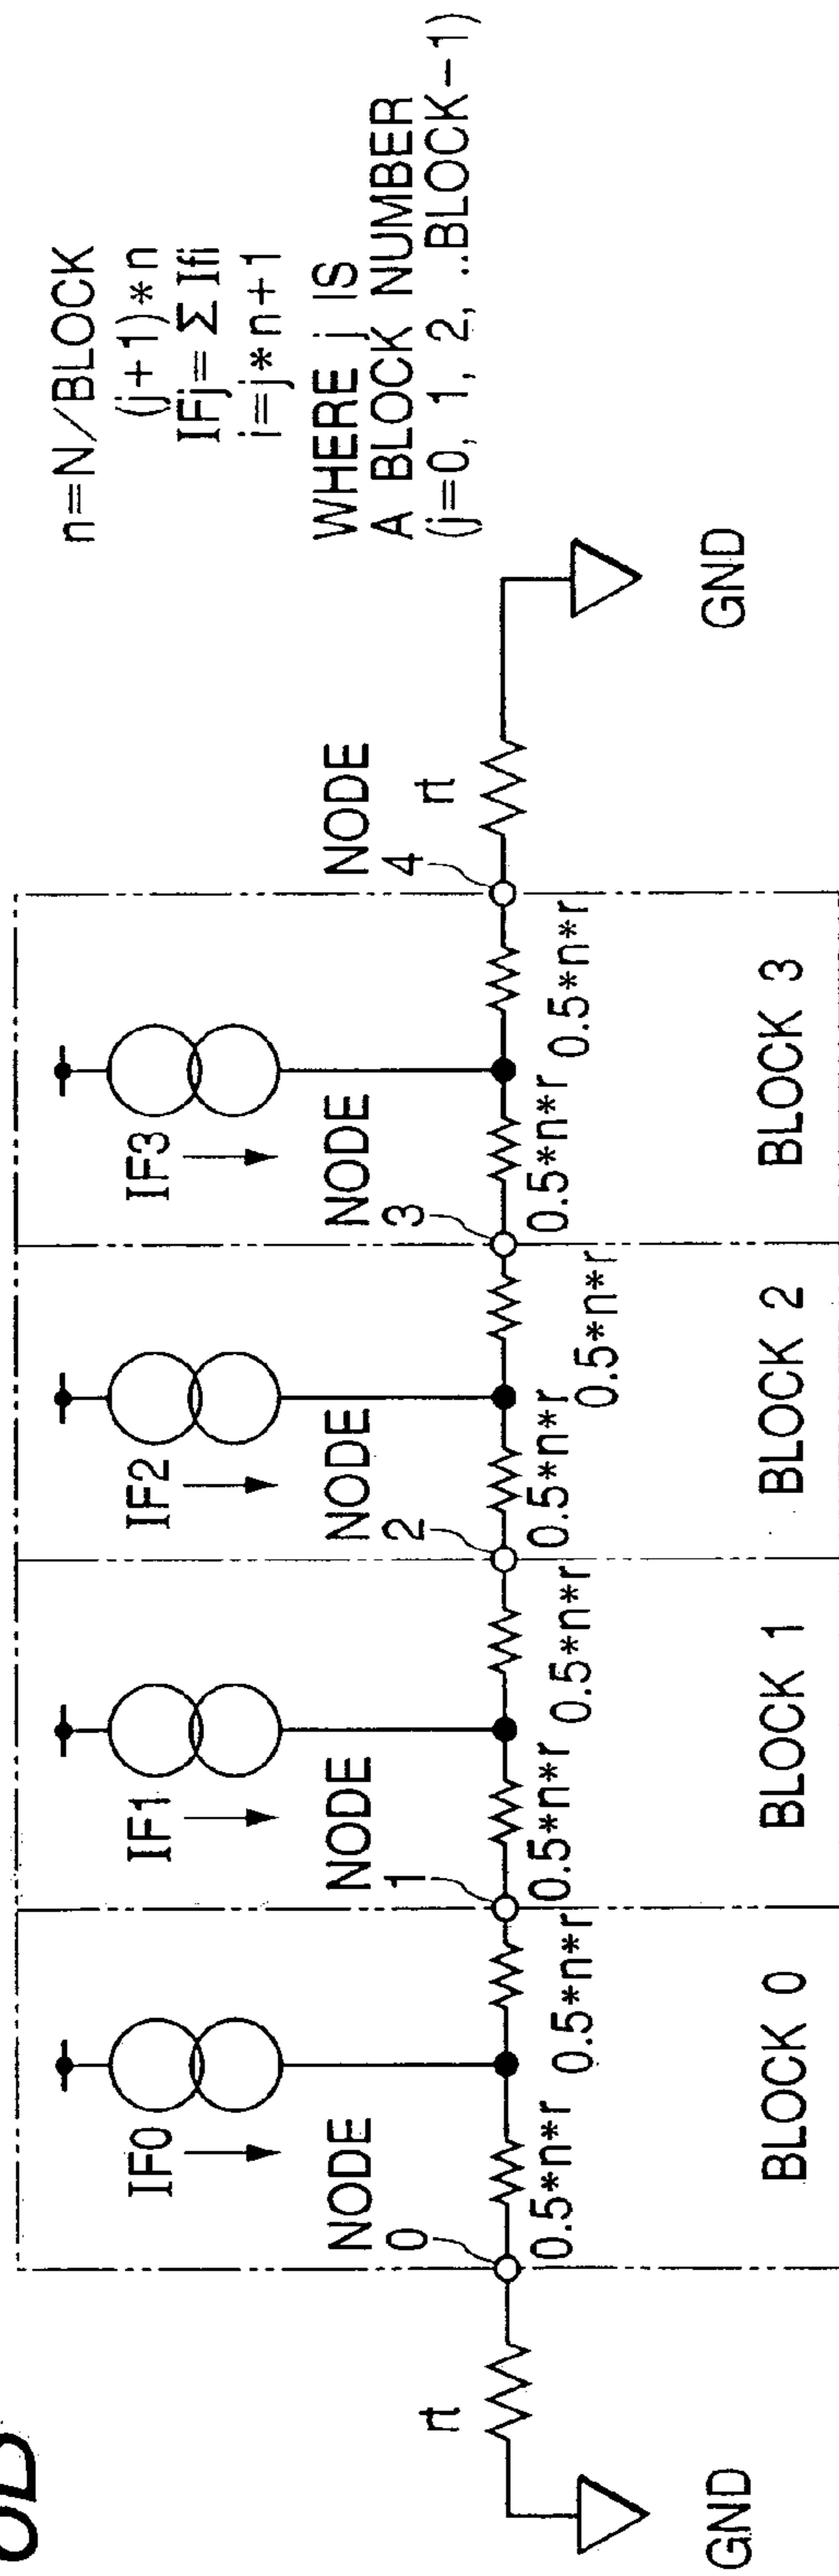 n=N/BLOCK
(j+1)*n
IFj=Σ Ifi
i=j*n+1
WHERE j IS
A BLOCK NUMBER
(j=0, 1, 2, ..BLOCK-1)
IF0
IF1
IF2
IF3
NODE
0
NODE
1
NODE
2
NODE
3
NODE
4
rt
0.5*n*r
0.5*n*r
0.5*n*r
0.5*n*r
0.5*n*r
0.5*n*r
0.5*n*r
0.5*n*r
rt
GND
BLOCK 0
BLOCK 1
BLOCK 2
BLOCK 3
GND